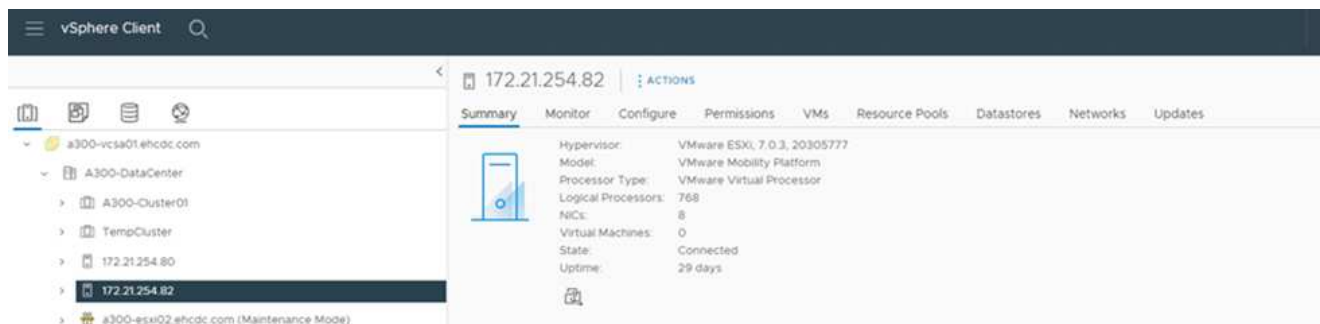 vSphere Client
a300-vcsa01.ehcdc.com
A300-DataCenter
A300-Cluster01
TempCluster
172.21.254.80
172.21.254.82
a300-esxi02.ehcdc.com (Maintenance Mode)
172.21.254.82 ACTIONS
Summary Monitor Configure Permissions VMs Resource Pools Datastores Networks Updates
Hypervisor: VMware ESXi, 7.0.3, 20305777
Model: VMware Mobility Platform
Processor Type: VMware Virtual Processor
Logical Processors: 768
NICs: 8
Virtual Machines: 0
State: Connected
Uptime: 29 days